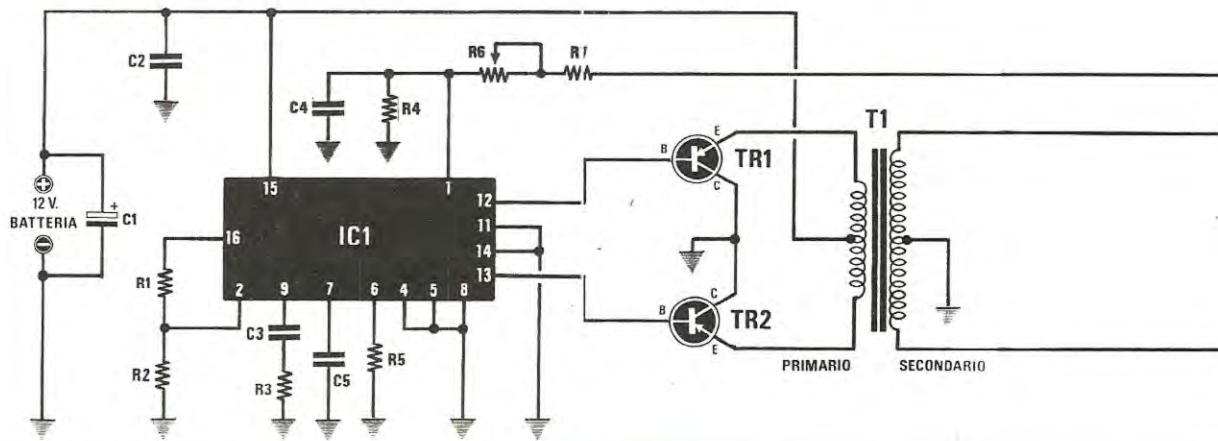 C2
R6
R7
C4
R4
T1
E
B
TR1
C
12 V.
BATTERIA
+
C1
15
1
12
11
14
13
16
IC1
2
9
7
6
4
5
8
R1
R2
C3
R3
C5
R5
C
B
TR2
E
PRIMARIO
SECONDARIO